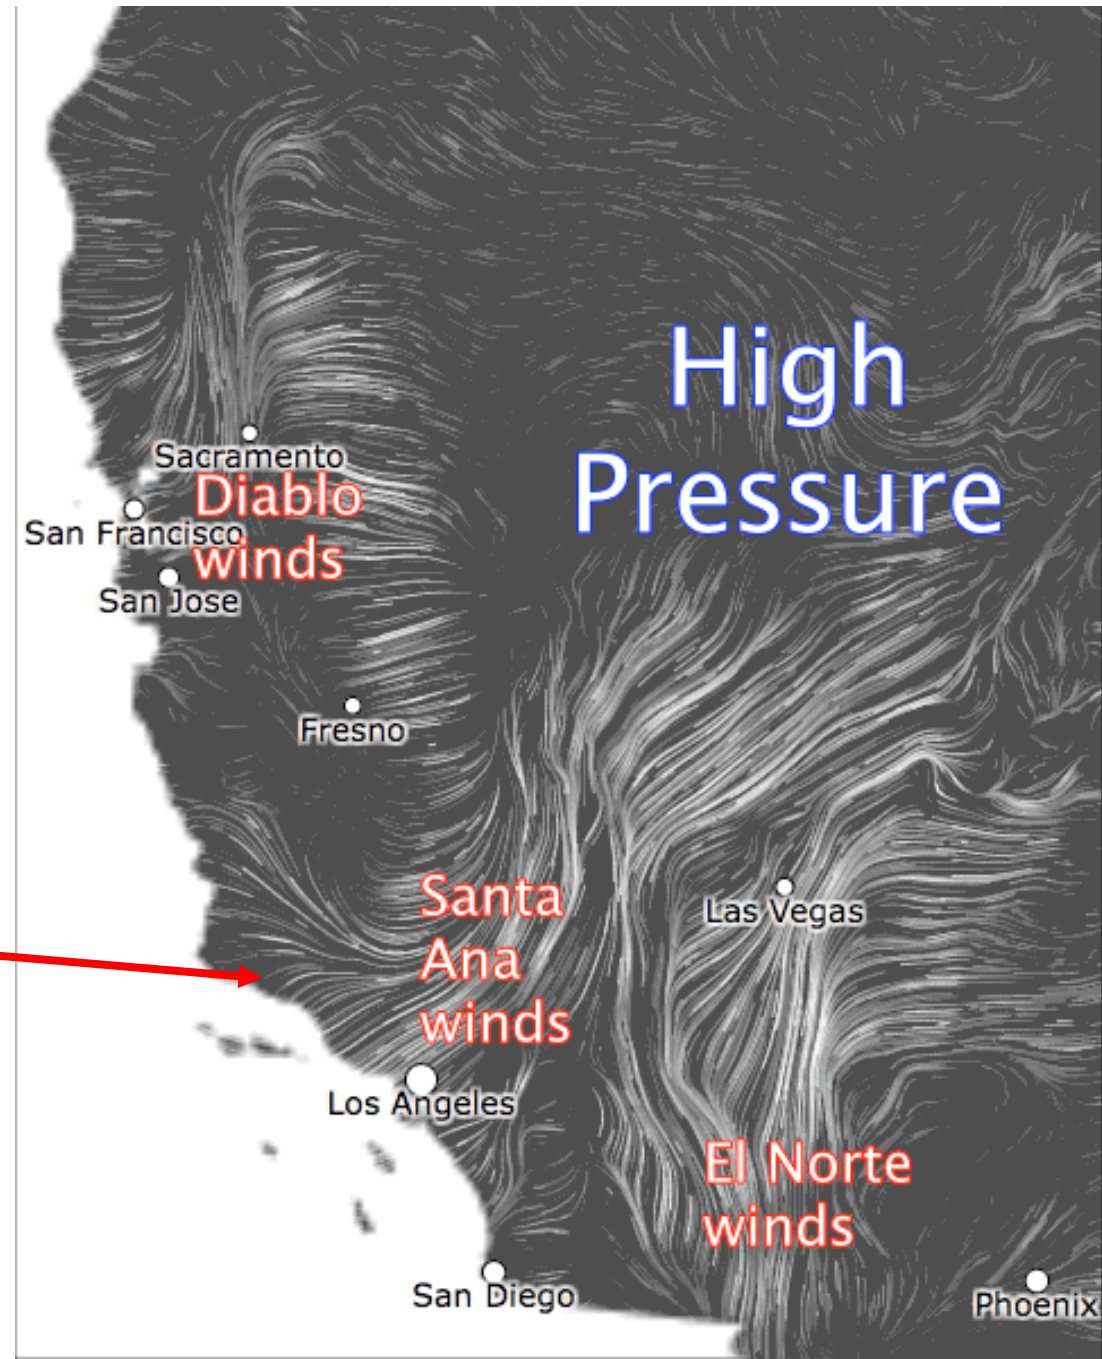 High
Pressure
Sacramento
Diablo
winds
San Francisco
San Jose
Fresno
Santa
Ana
winds
Las Vegas
Los Angeles
El Norte
winds
San Diego
Phoenix